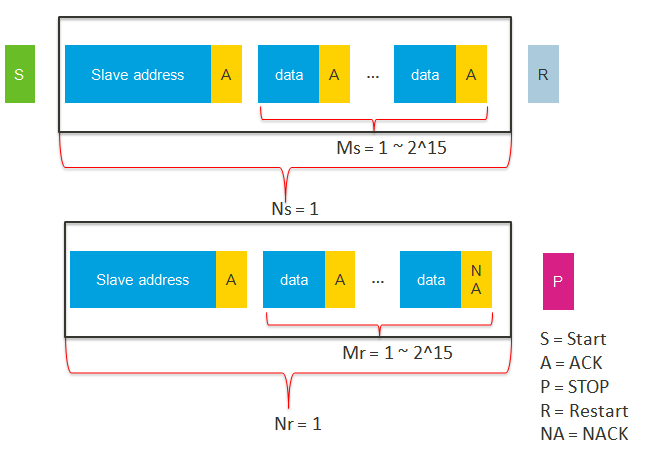 S Slave address A data A ... data A R
Ms = 1 ~ 2^15
Ns = 1
Slave address A data A ... data N A P
Mr = 1 ~ 2^15
Nr = 1
S = Start
A = ACK
P = STOP
R = Restart
NA = NACK